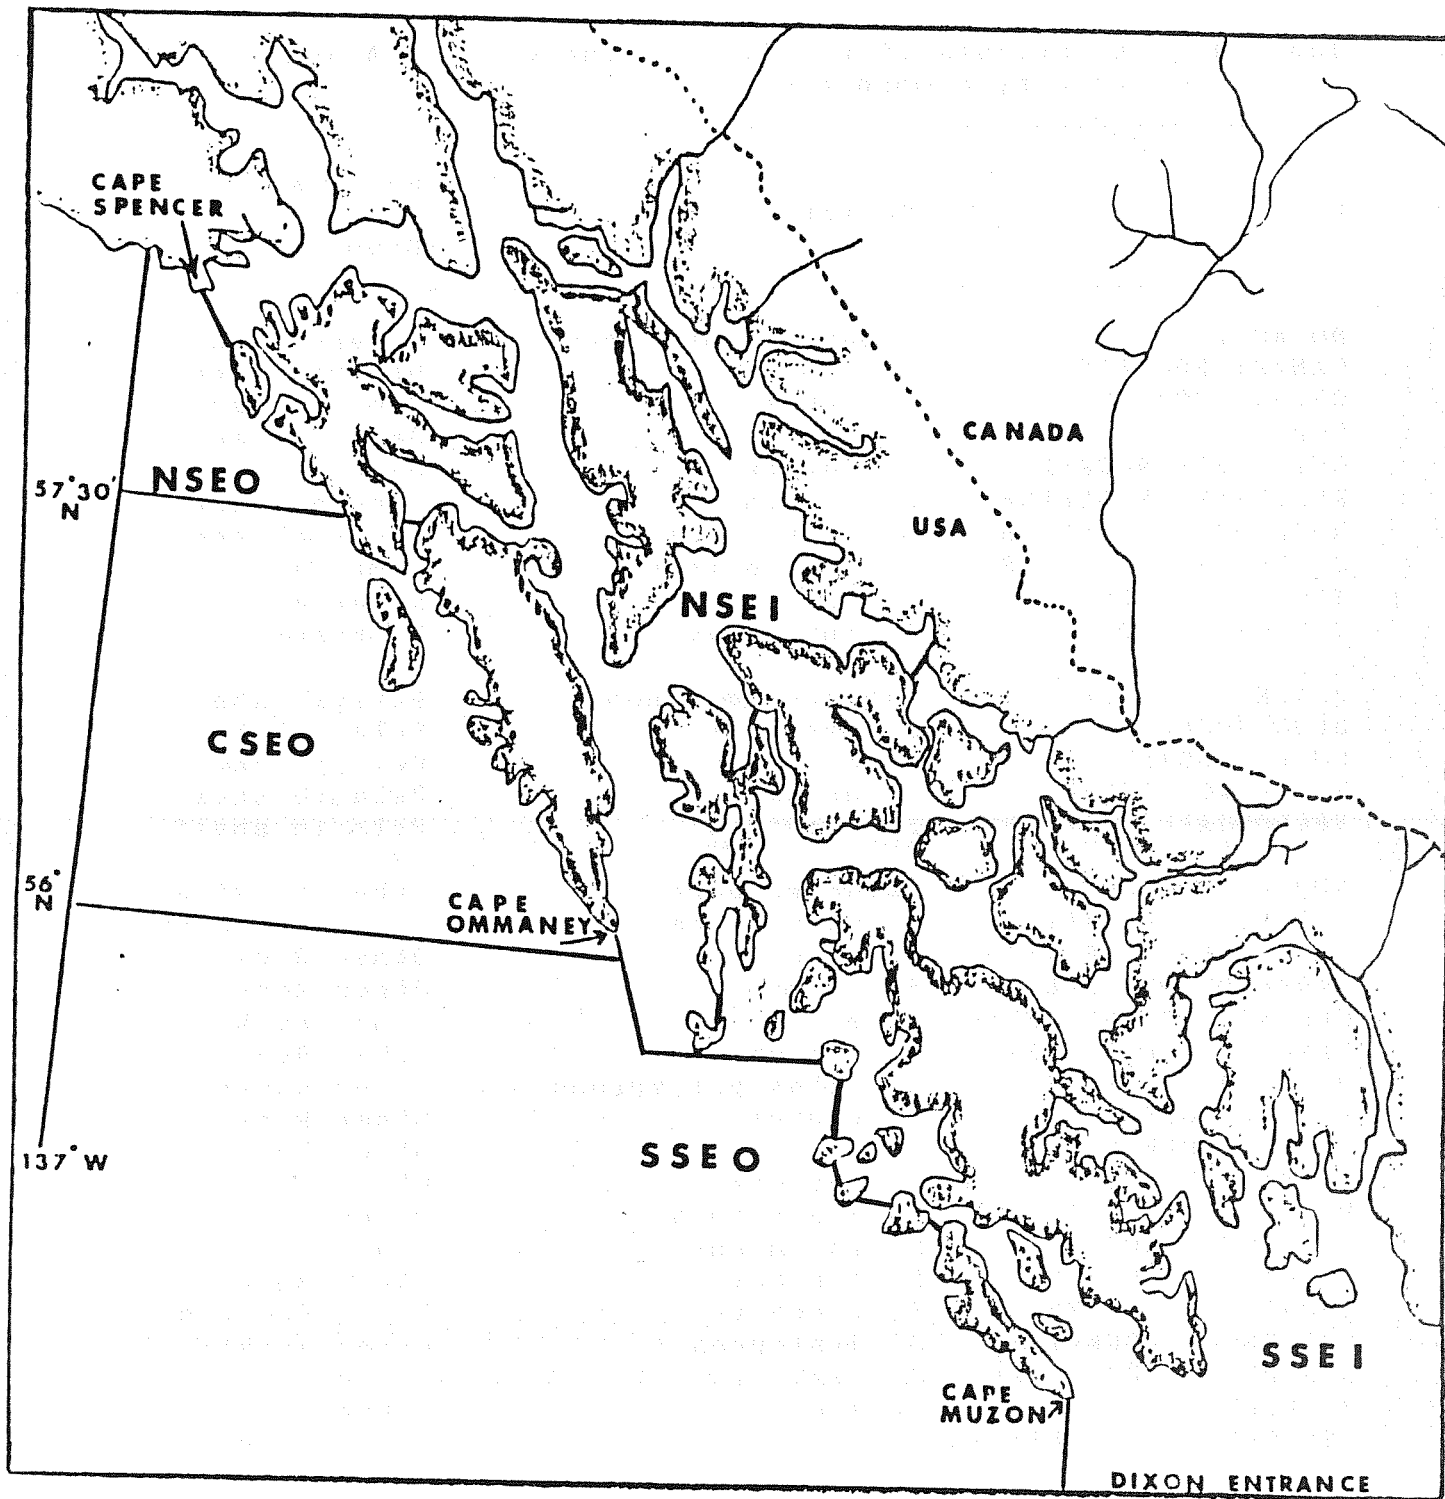 CAPE
SPENCER
CANADA
57°30'
N
NSEO
USA
NSEI
CSEO
56°
N
CAPE
OMMANEY
137°W
SSEO
SSEI
CAPE
MUZON
DIXON ENTRANCE